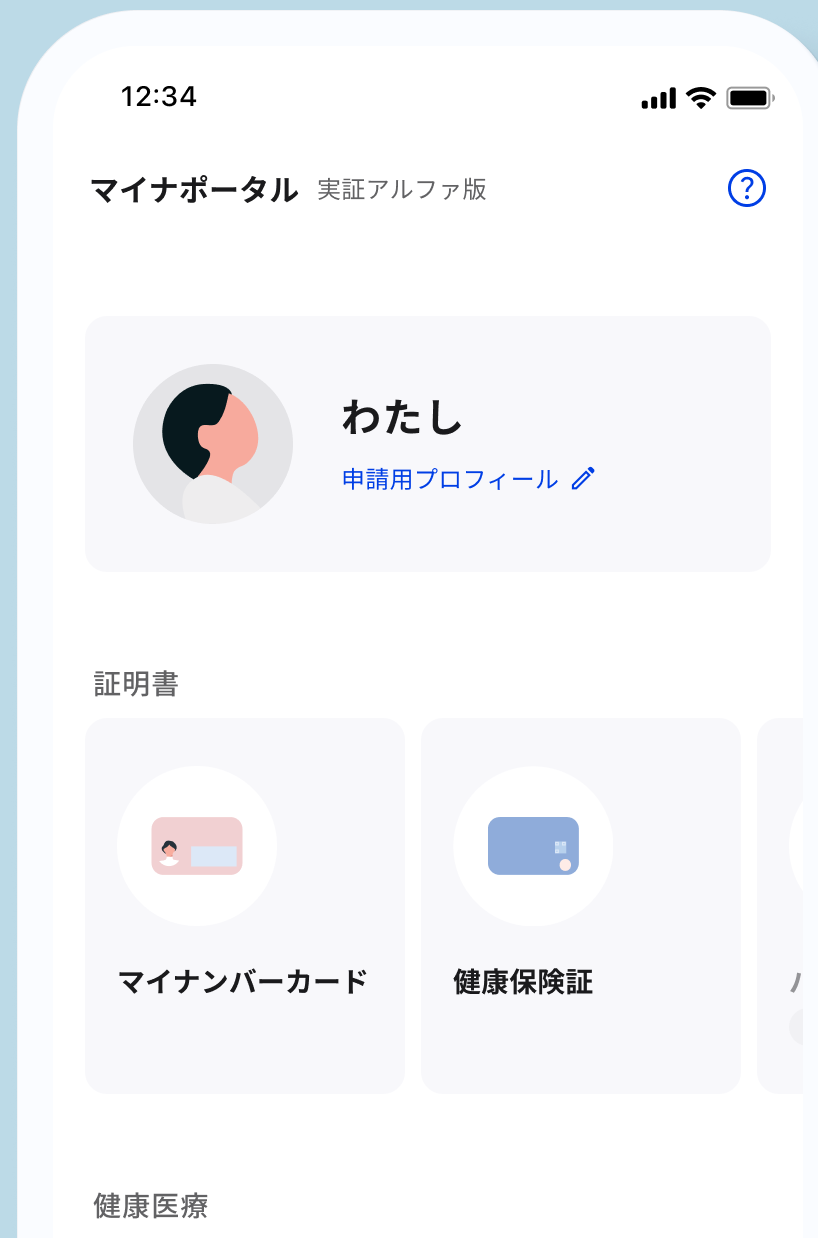 12:34
マイナポータル 実証アルファ版
わたし
申請用プロフィール
証明書
マイナンバーカード
健康保険証
健康医療